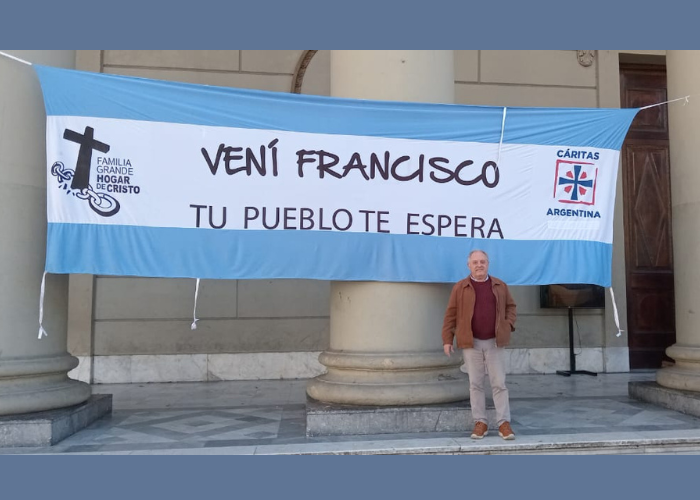 FAMILIA
GRANDE
HOGAR
DE CRISTO
VENÍ FRANCISCO
TU PUEBLO TE ESPERA
CÁRITAS
ARGENTINA